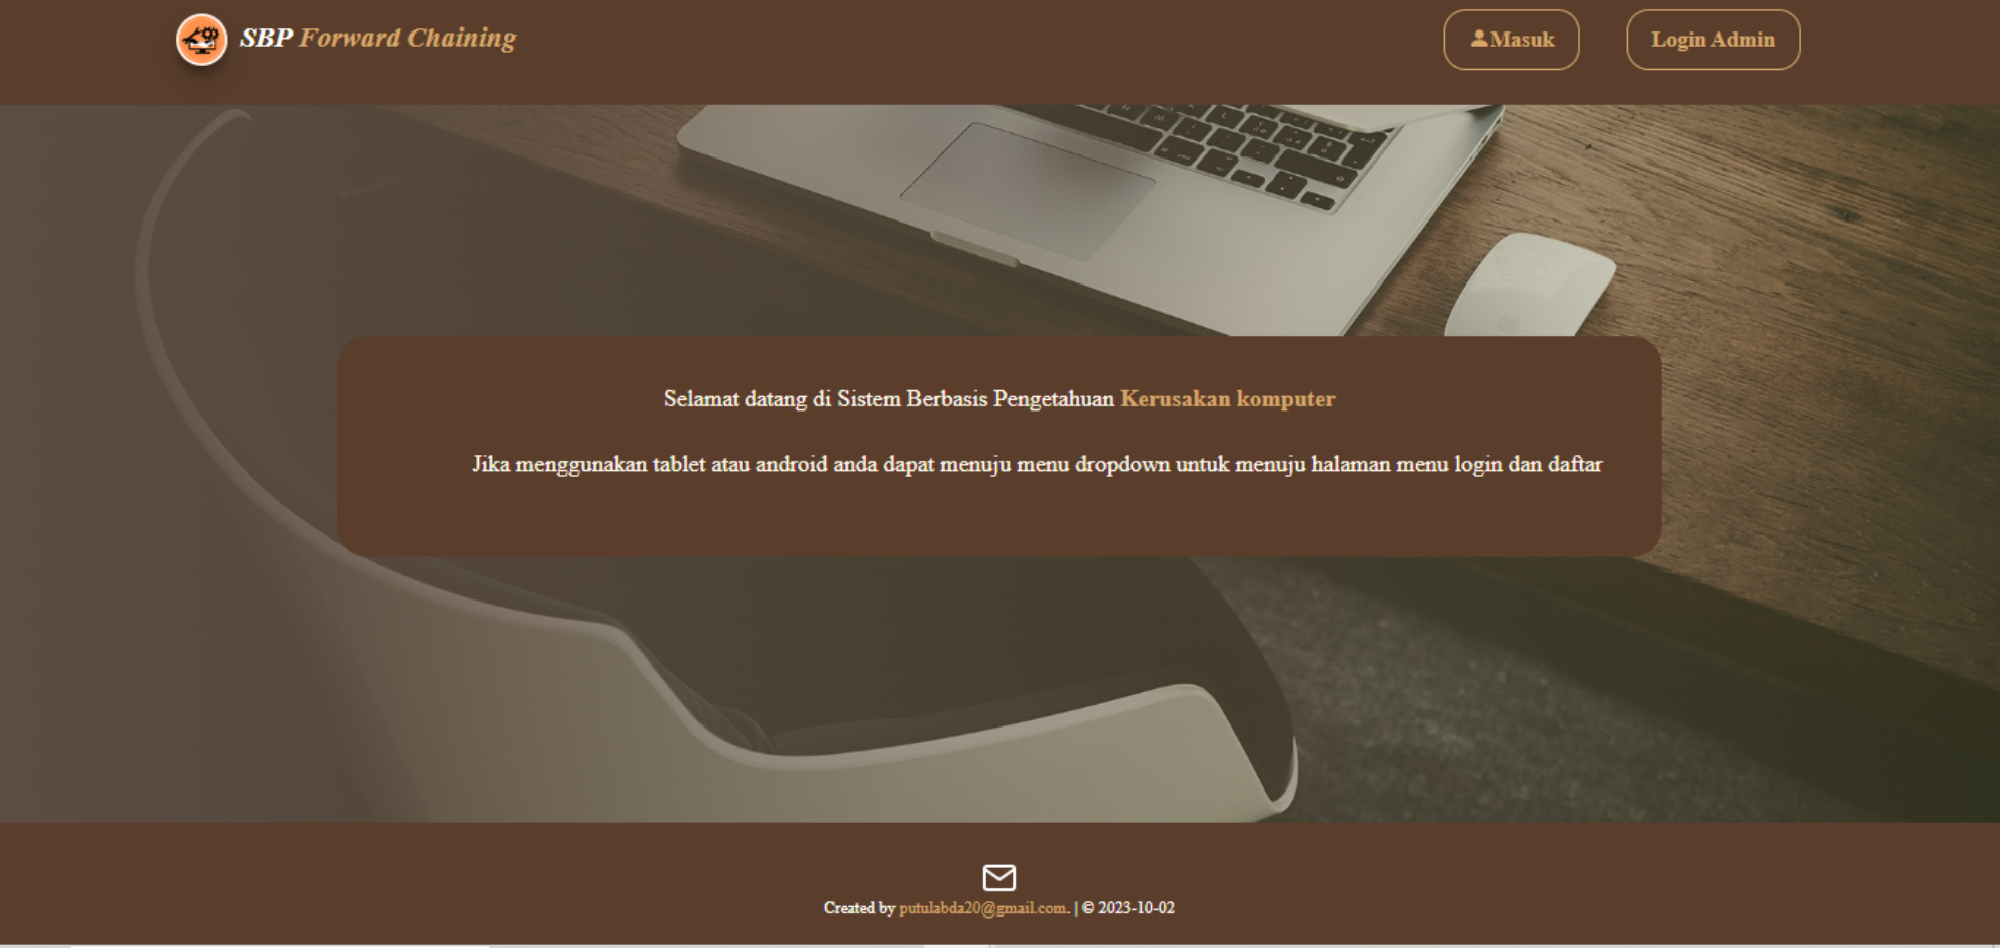 SBP Forward Chaining
Masuk
Login Admin
Selamat datang di Sistem Berbasis Pengetahuan Kerusakan komputer
Jika menggunakan tablet atau android anda dapat menuju menu dropdown untuk menuju halaman menu login dan daftar
Created by putulabda20@gmail.com. | © 2023-10-02